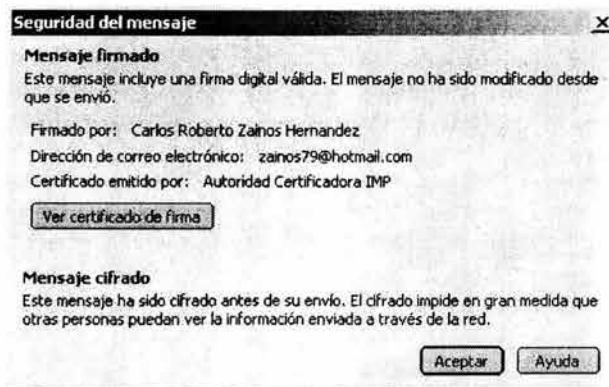 Seguridad del mensaje
Mensaje firmado
Este mensaje incluye una firma digital válida. El mensaje no ha sido modificado desde
que se envió.
Firmado por: Carlos Roberto Zainos Hernandez
Dirección de correo electrónico: zainos79@hotmail.com
Certificado emitido por: Autoridad Certificadora IMP
Ver certificado de firma
Mensaje cifrado
Este mensaje ha sido cifrado antes de su envío. El cifrado impide en gran medida que
otras personas puedan ver la información enviada a través de la red.
Aceptar Ayuda